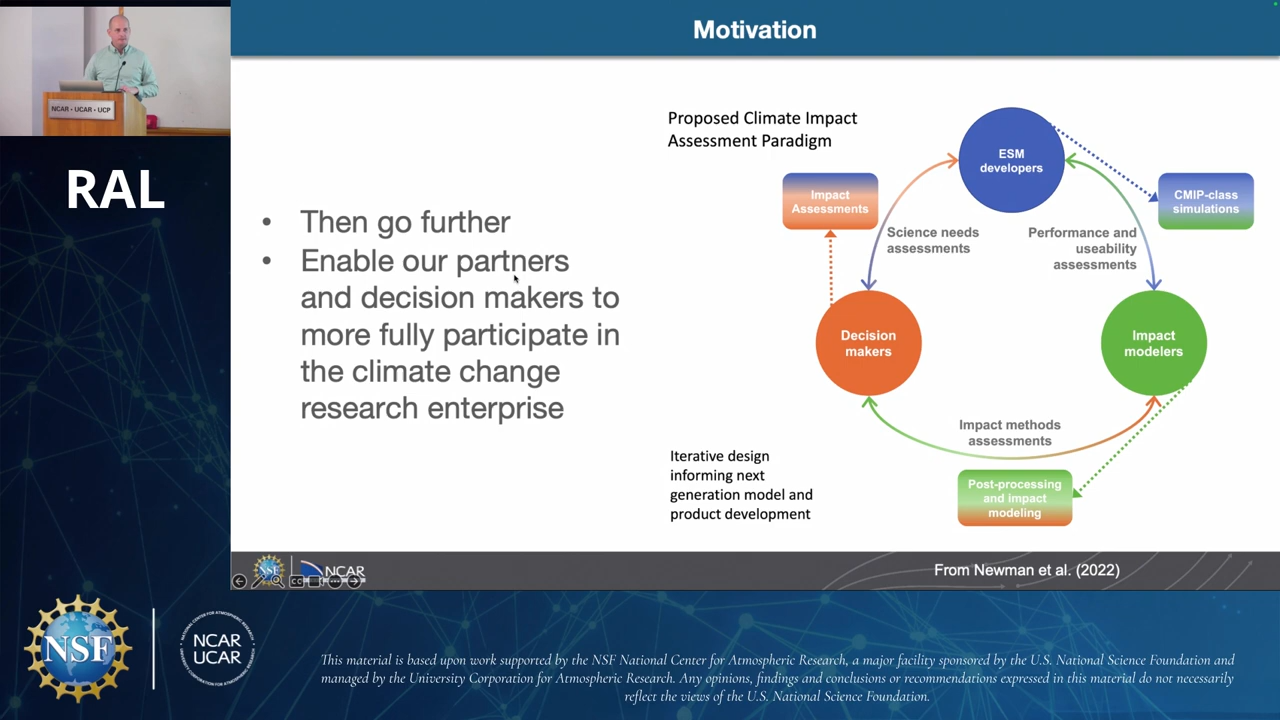 Motivation
NCAR • UCAR • UCP
RAL
Proposed Climate Impact
Assessment Paradigm
• Then go further
• Enable our partners
and decision makers to
more fully participate in
the climate change
research enterprise
ESM
developers
Impact
Assessments
CMIP-class
simulations
Science needs
assessments
Performance and
useability
assessments
Decision
makers
Impact
modelers
Impact methods
assessments
Iterative design
informing next
generation model and
product development
Post-processing
and impact
modeling
NSF
NCAR
From Newman et al. (2022)
NSF
NCAR
UCAR
This material is based upon work supported by the NSF National Center for Atmospheric Research, a major facility sponsored by the U.S. National Science Foundation and
managed by the University Corporation for Atmospheric Research. Any opinions, findings and conclusions or recommendations expressed in this material do not necessarily
reflect the views of the U.S. National Science Foundation.